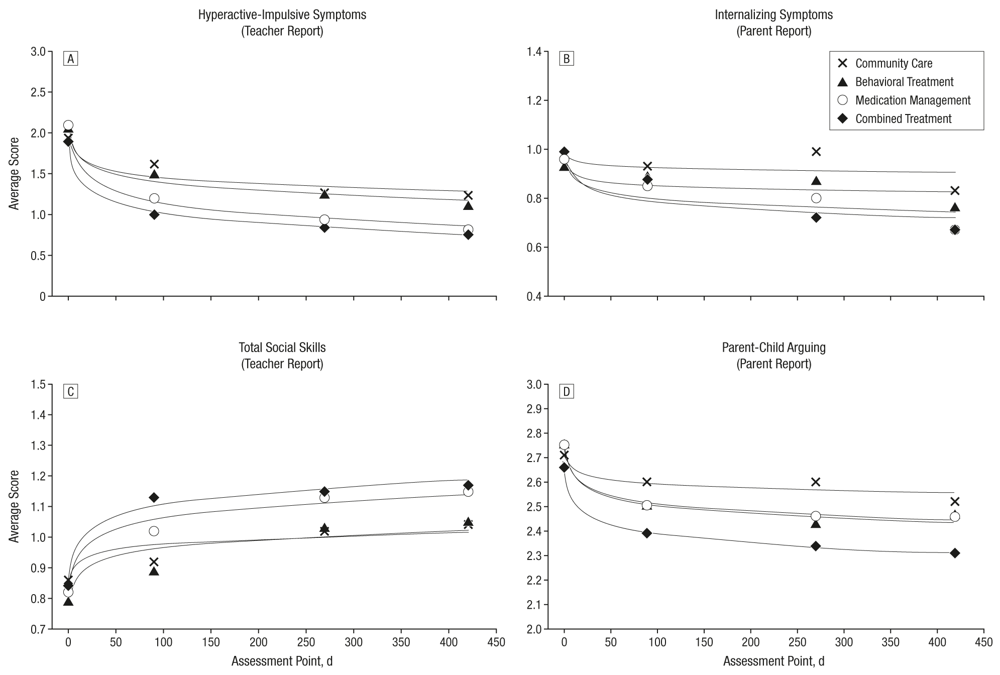 Hyperactive-Impulsive Symptoms
(Teacher Report)
A
3.0
2.5
2.0
1.5
1.0
0.5
0
Average Score
Internalizing Symptoms
(Parent Report)
B
1.4
1.2
1.0
0.8
0.6
0.4
Community Care
Behavioral Treatment
Medication Management
Combined Treatment
Total Social Skills
(Teacher Report)
C
1.5
1.4
1.3
1.2
1.1
1.0
0.9
0.8
0.7
Average Score
0 50 100 150 200 250 300 350 400 450
Assessment Point, d
Parent-Child Arguing
(Parent Report)
D
3.0
2.9
2.8
2.7
2.6
2.5
2.4
2.3
2.2
2.1
2.0
0 50 100 150 200 250 300 350 400 450
Assessment Point, d